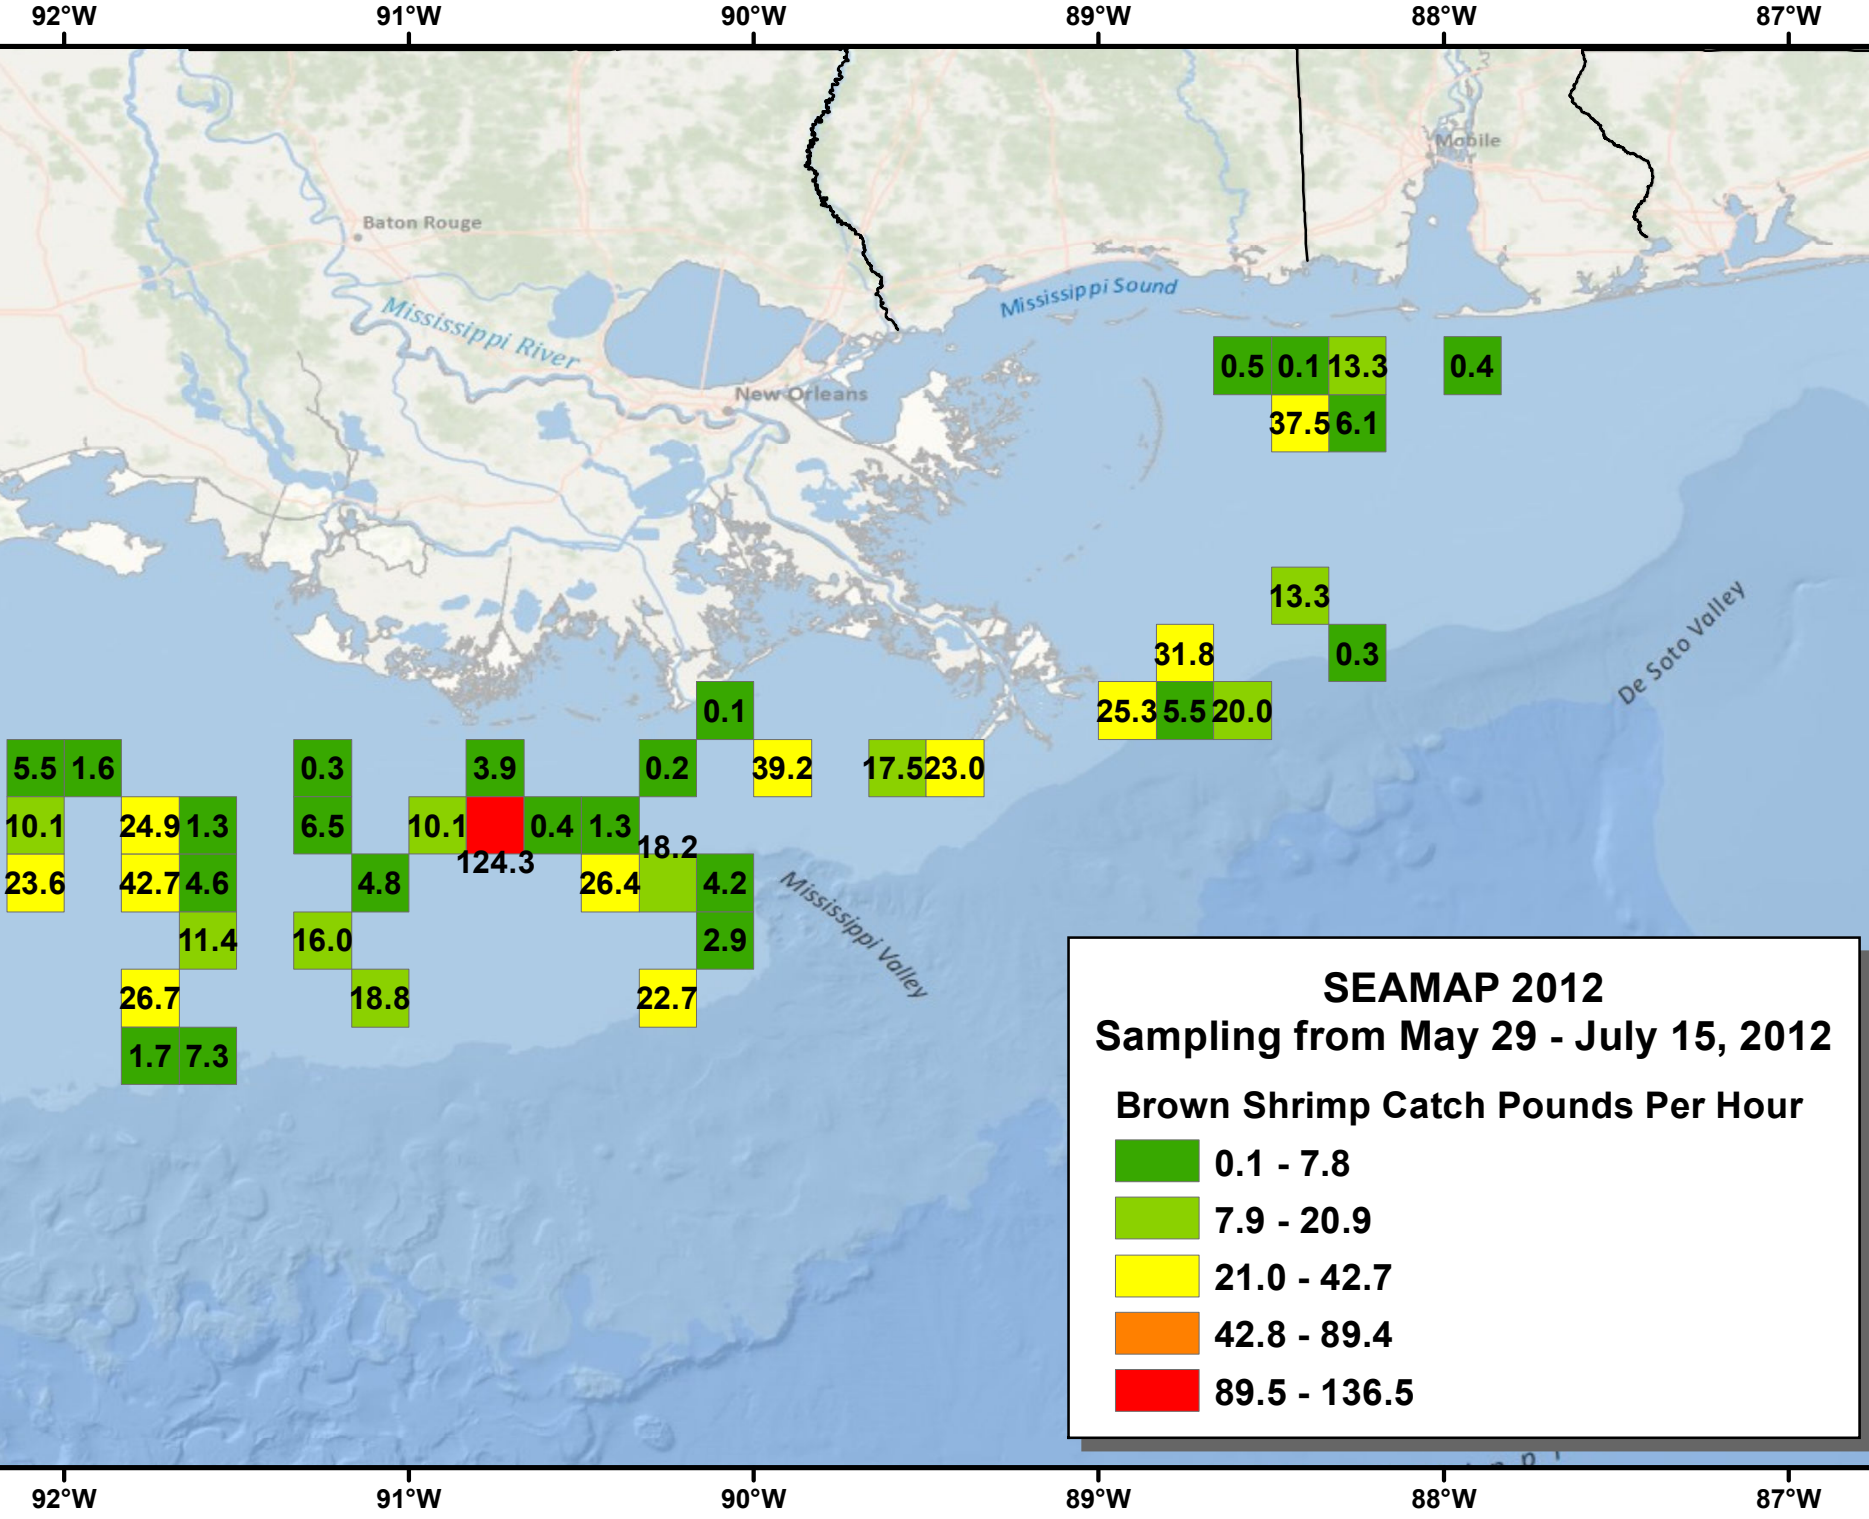 92°W 91°W 90°W 89°W 88°W 87°W
Mobile
Baton Rouge
Mississippi Sound
Mississippi River
0.5 0.1 13.3 0.4
New Orleans
37.5 6.1
13.3
De Soto Valley
31.8 0.3
0.1 25.3 5.5 20.0
5.5 1.6 0.3 3.9 0.2 39.2 17.5 23.0
10.1 24.9 1.3 6.5 10.1 0.4 1.3
18.2
124.3
23.6 42.7 4.6 4.8 26.4 4.2
Mississippi Valley
11.4 16.0 2.9
26.7 18.8 22.7
1.7 7.3
SEAMAP 2012
Sampling from May 29 - July 15, 2012
Brown Shrimp Catch Pounds Per Hour
0.1 - 7.8
7.9 - 20.9
21.0 - 42.7
42.8 - 89.4
89.5 - 136.5
92°W 91°W 90°W 89°W 88°W 87°W